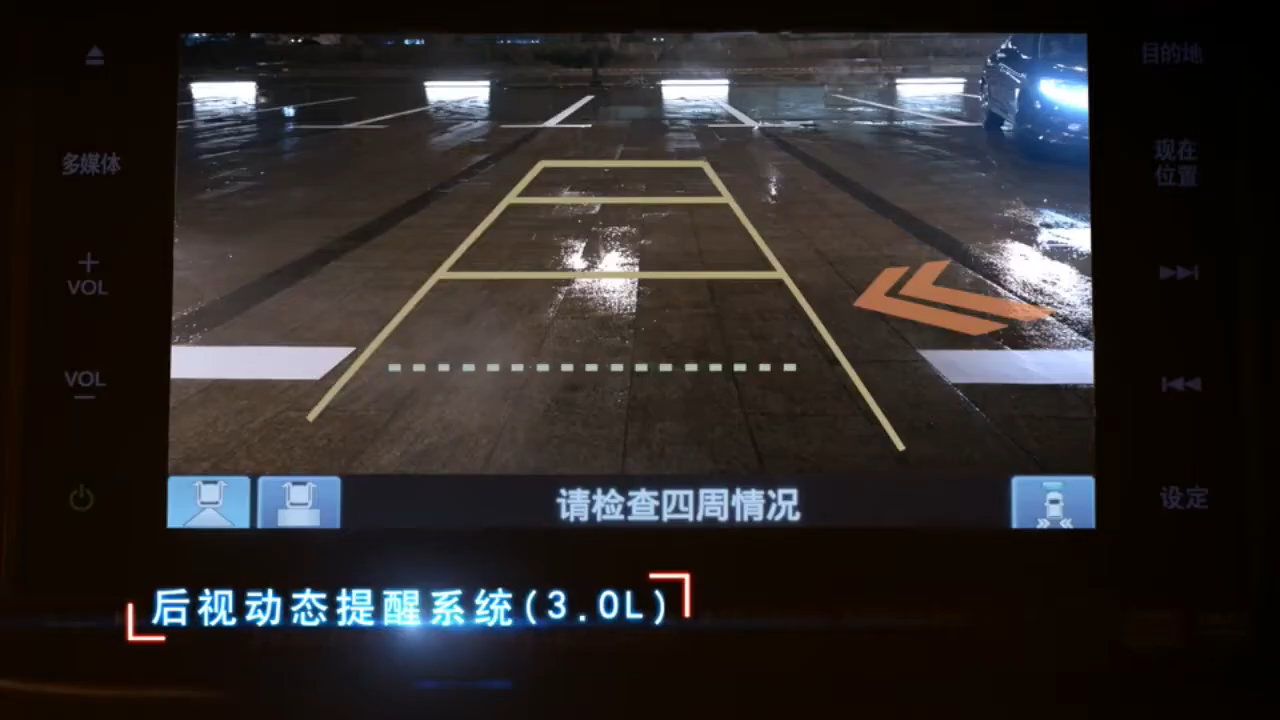 目的地
多媒体
现在
位置
+
VOL
VOL
-
设定
请检查四周情况
后视动态提醒系统(3.0L)